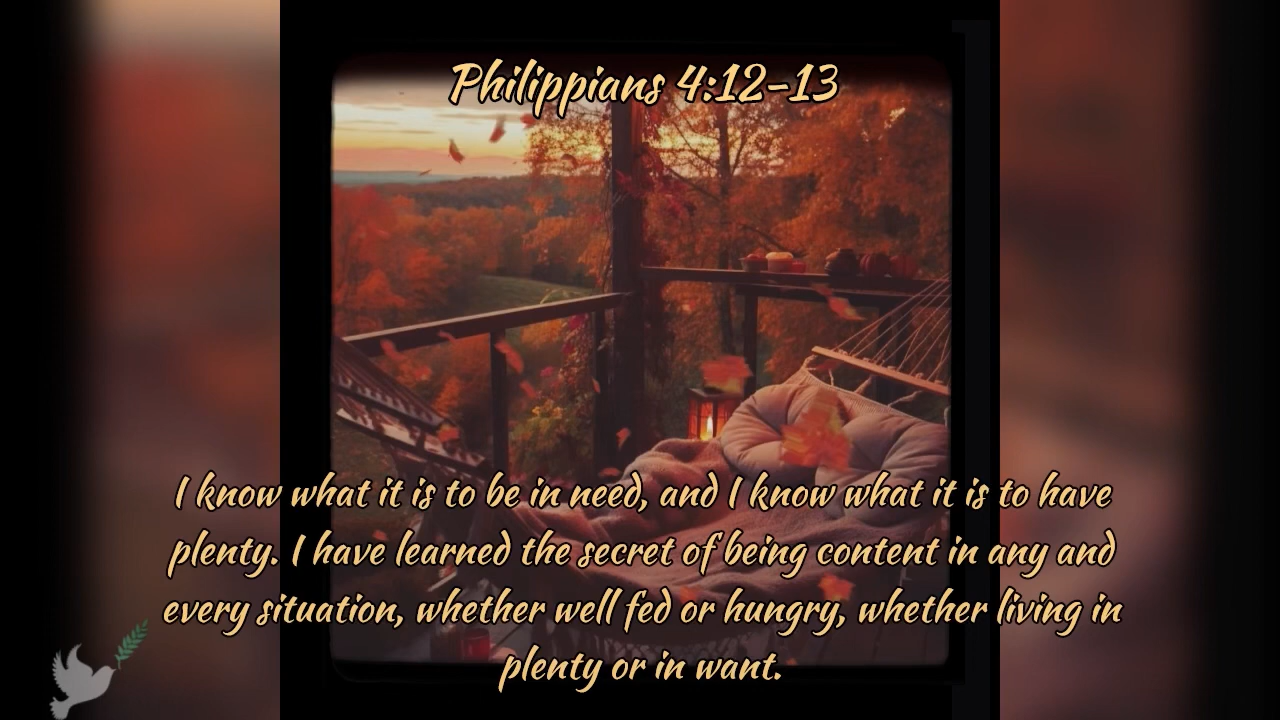 Philippians 4:12-13
I know what it is to be in need, and I know what it is to have
plenty. I have learned the secret of being content in any and
every situation, whether well fed or hungry, whether living in
plenty or in want.